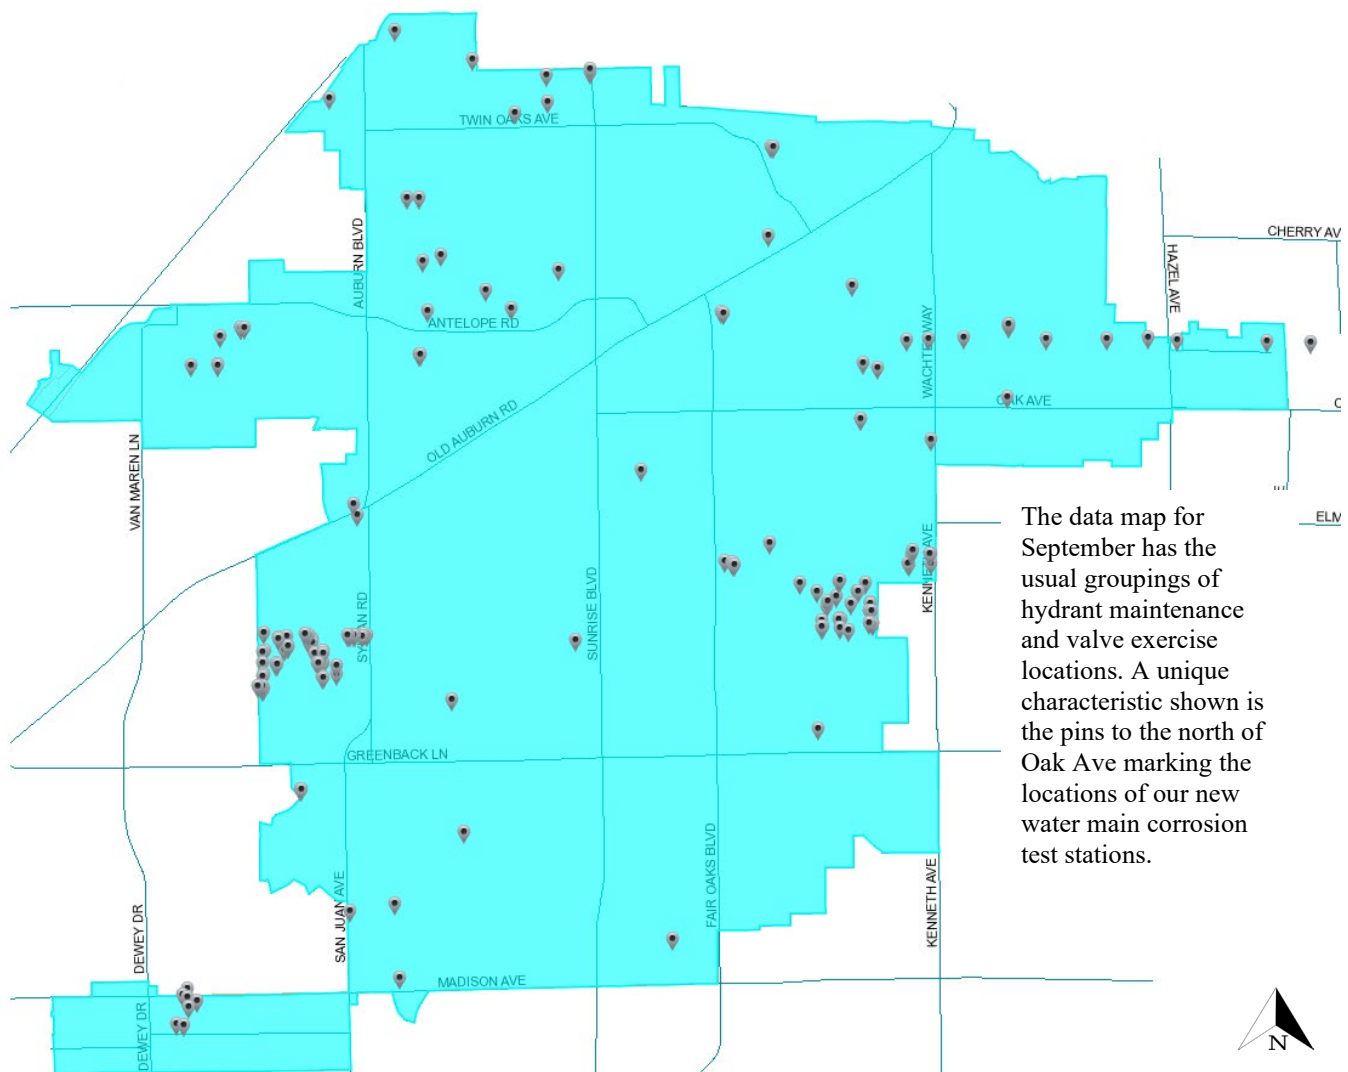 TWIN OAKS AVE
AUBURN BLVD
CHERRY AV
HAZEL AVE
ANTELOPE RD
WACHTEL WAY
OAK AVE
OLD AUBURN RD
VAN MAREN LN
ELM
The data map for
September has the
usual groupings of
hydrant maintenance
and valve exercise
locations. A unique
characteristic shown is
the pins to the north of
Oak Ave marking the
locations of our new
water main corrosion
test stations.
KENNETH AVE
SUNRISE BLVD
SYLVAN RD
GREENBACK LN
FAIR OAKS BLVD
SAN JUAN AVE
KENNETH AVE
DEWEY DR
MADISON AVE
DEWEY DR
N